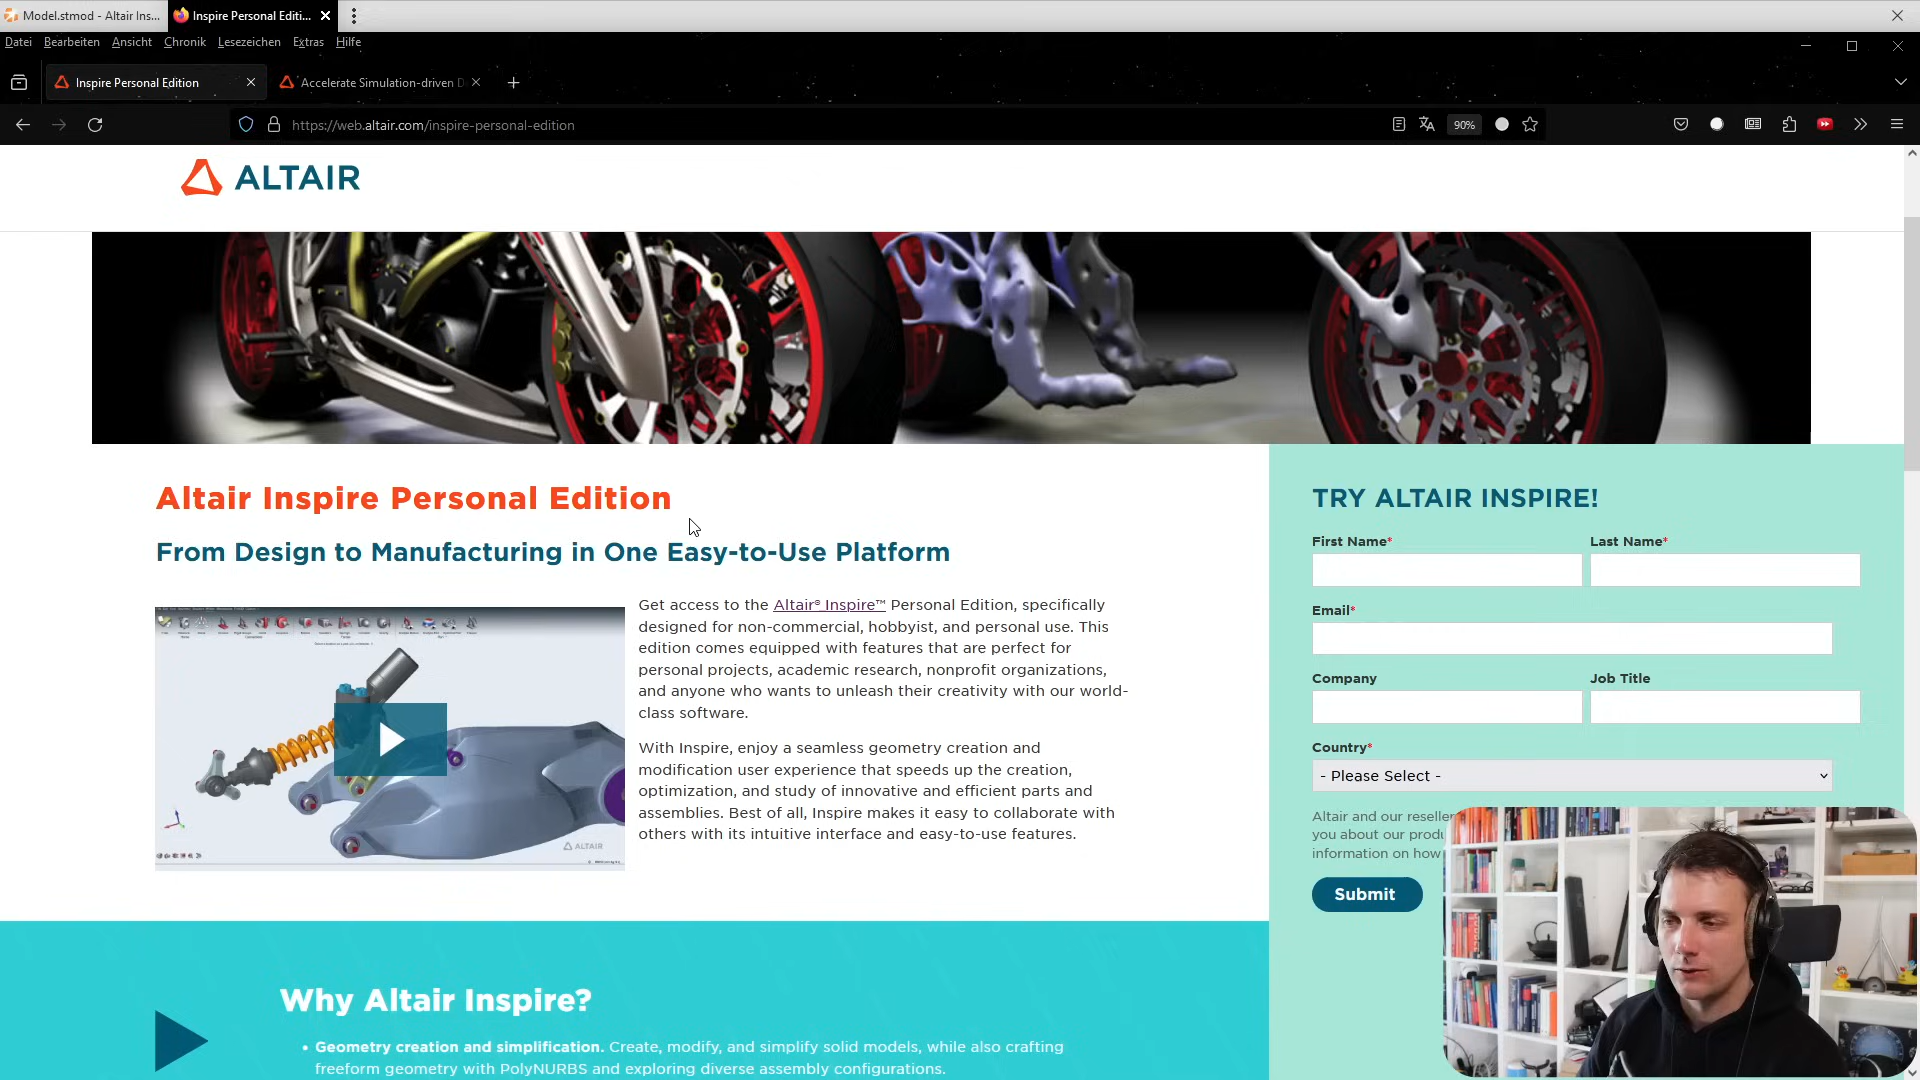 Model.stmod - Altair Ins...
Inspire Personal Editi...
Datei Bearbeiten Ansicht Chronik Lesezeichen Extras Hilfe
Inspire Personal Edition
Accelerate Simulation-driven D
https://web.altair.com/inspire-personal-edition
90%
ALTAIR
Altair Inspire Personal Edition
From Design to Manufacturing in One Easy-to-Use Platform
Get access to the Altair® Inspire™ Personal Edition, specifically
designed for non-commercial, hobbyist, and personal use. This
edition comes equipped with features that are perfect for
personal projects, academic research, nonprofit organizations,
and anyone who wants to unleash their creativity with our world-
class software.
With Inspire, enjoy a seamless geometry creation and
modification user experience that speeds up the creation,
optimization, and study of innovative and efficient parts and
assemblies. Best of all, Inspire makes it easy to collaborate with
others with its intuitive interface and easy-to-use features.
ALTAIR
Why Altair Inspire?
• Geometry creation and simplification. Create, modify, and simplify solid models, while also crafting
freeform geometry with PolyNURBS and exploring diverse assembly configurations.
TRY ALTAIR INSPIRE!
First Name* Last Name*
Email*
Company Job Title
Country*
- Please Select -
Altair and our reseller
you about our produ
information on how
Submit